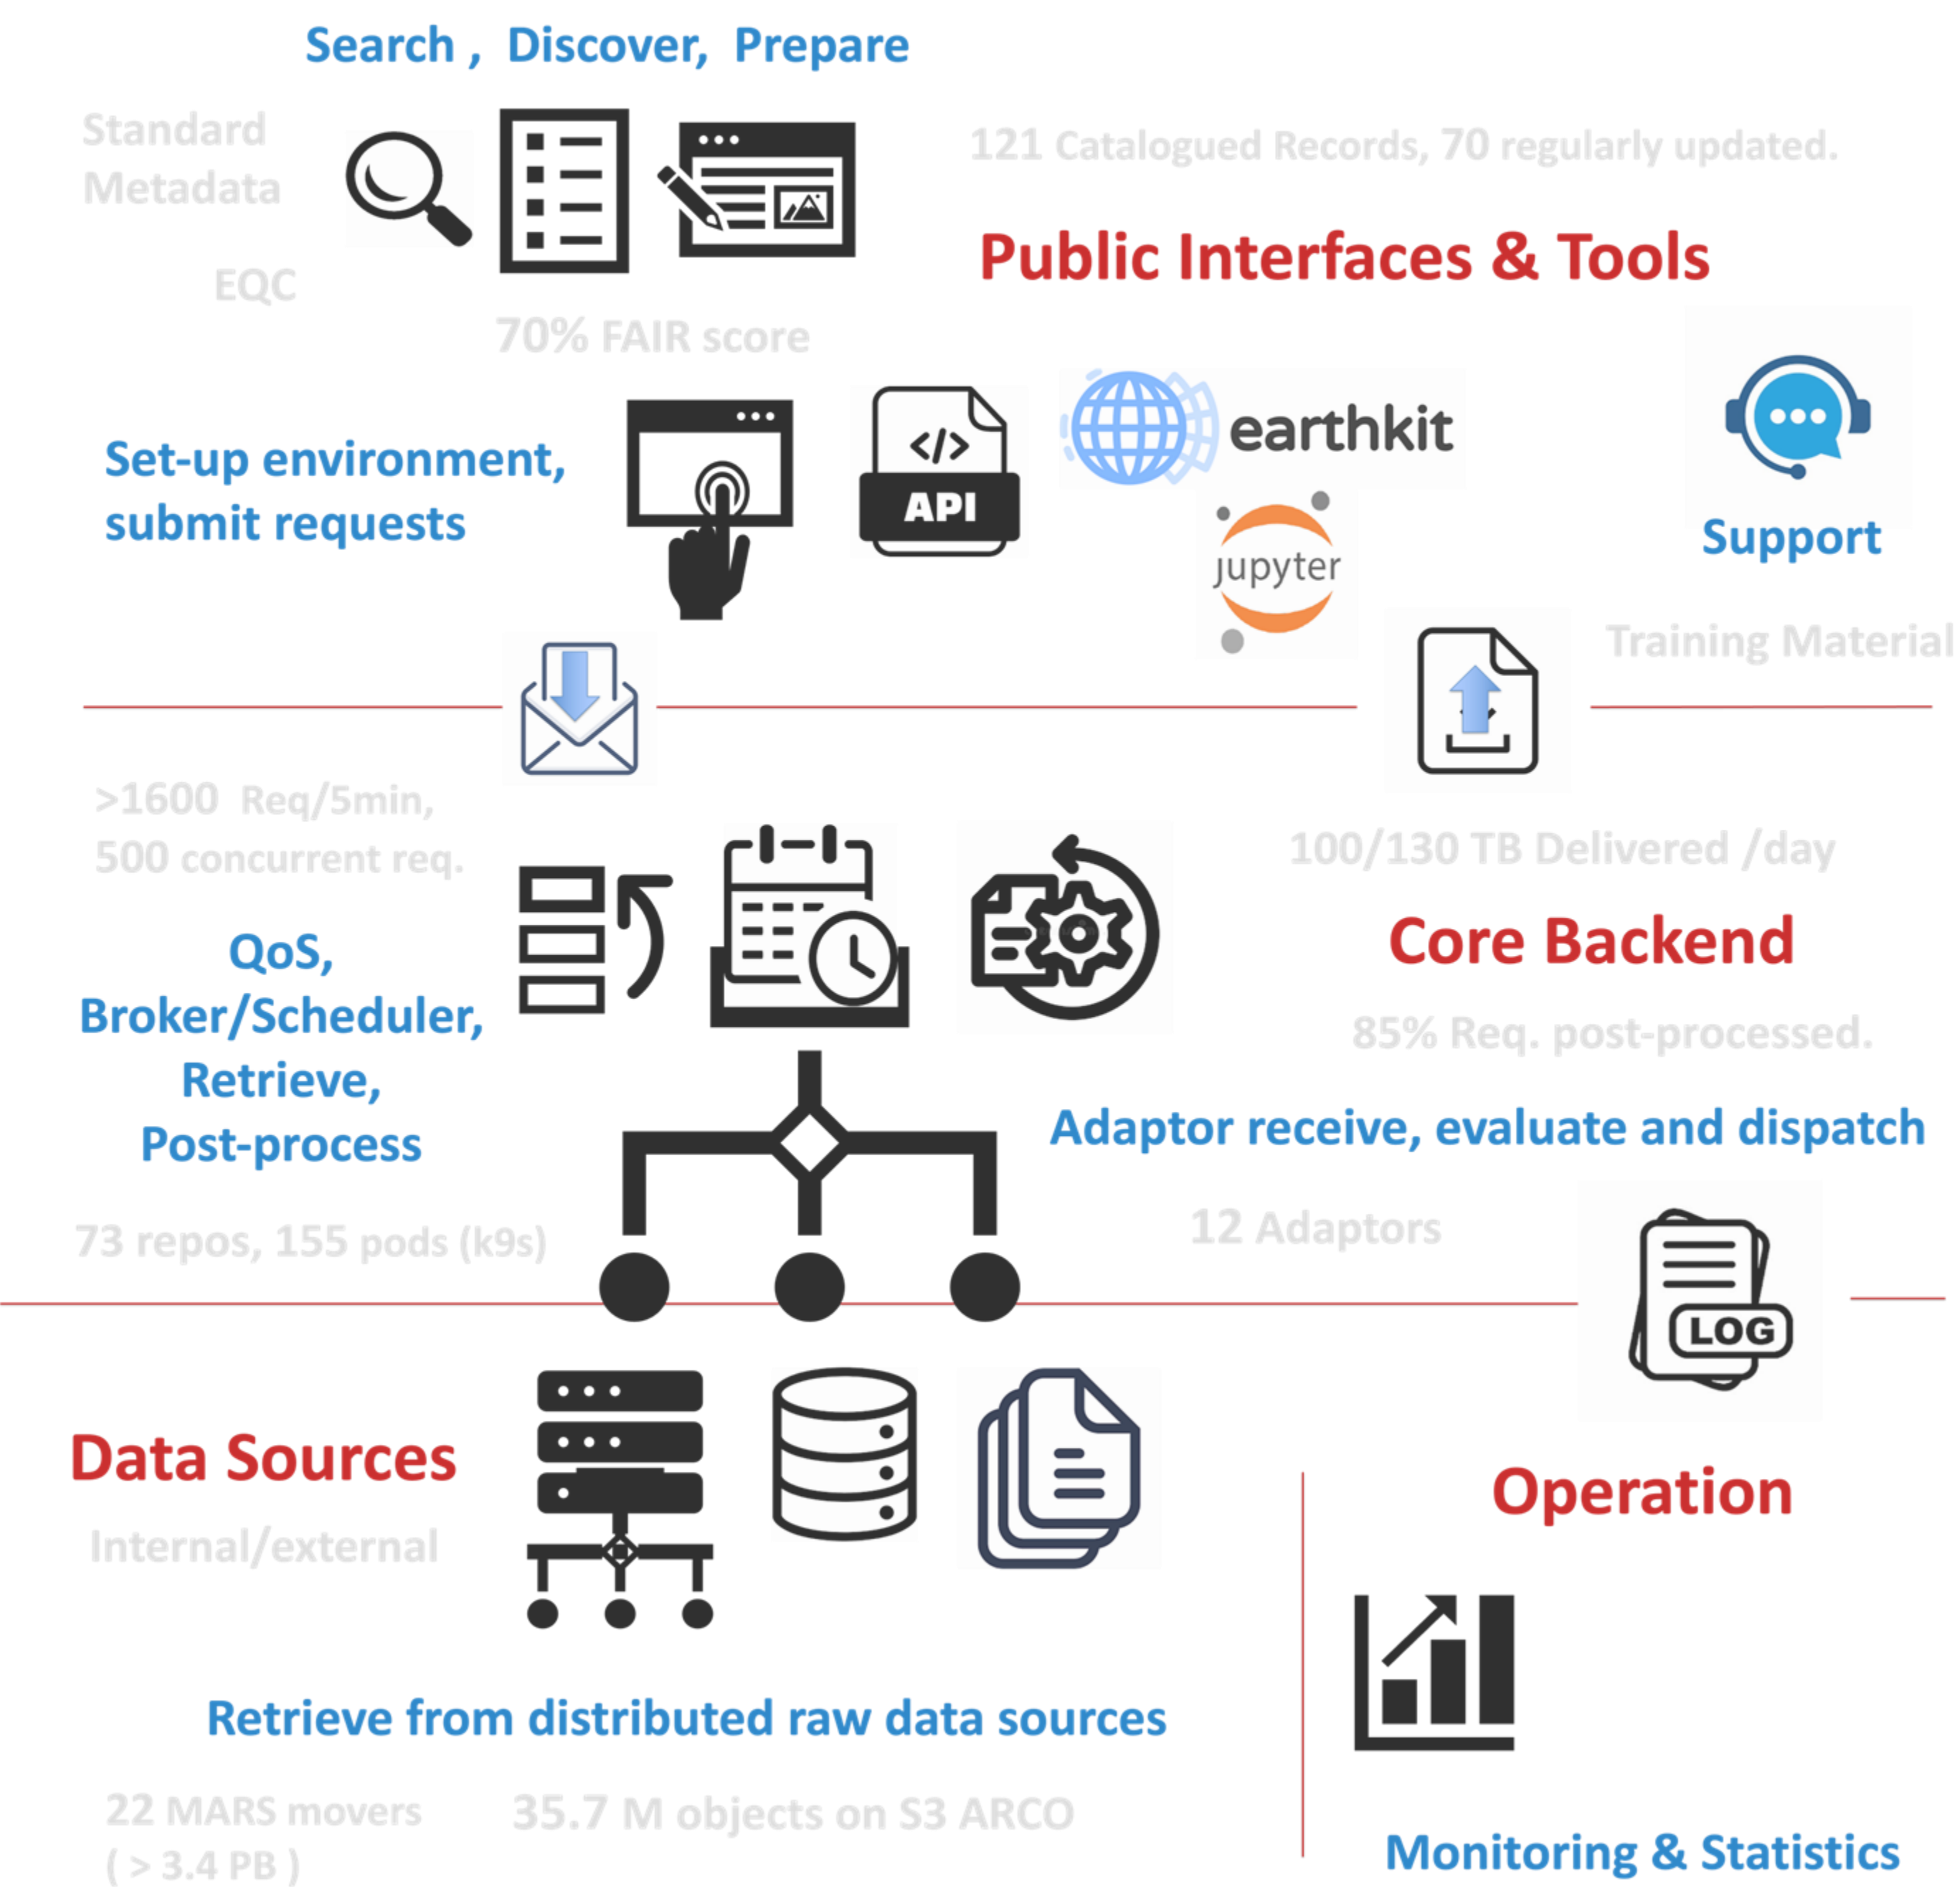 Search , Discover, Prepare
Standard
Metadata
121 Catalogued Records, 70 regularly updated.
Public Interfaces & Tools
EQC
70% FAIR score
Set-up environment,
submit requests
</>
API
earthkit
jupyter
Support
Training Material
>1600 Req/5min,
500 concurrent req.
100/130 TB Delivered /day
Core Backend
QoS,
Broker/Scheduler,
Retrieve,
Post-process
85% Req. post-processed.
Adaptor receive, evaluate and dispatch
73 repos, 155 pods (k9s)
12 Adaptors
LOG
Data Sources
Internal/external
Operation
Retrieve from distributed raw data sources
22 MARS movers
( > 3.4 PB )
35.7 M objects on S3 ARCO
Monitoring & Statistics